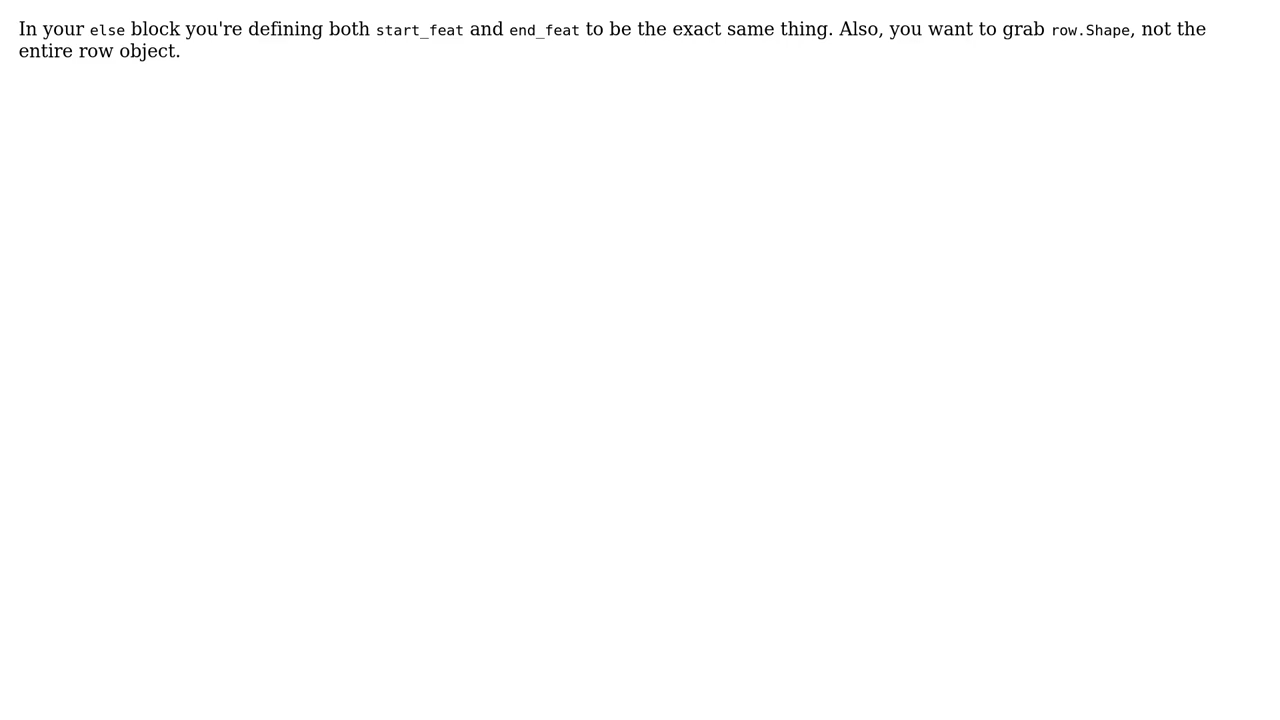 In your else block you're defining both start_feat and end_feat to be the exact same thing. Also, you want to grab row.Shape, not the
entire row object.